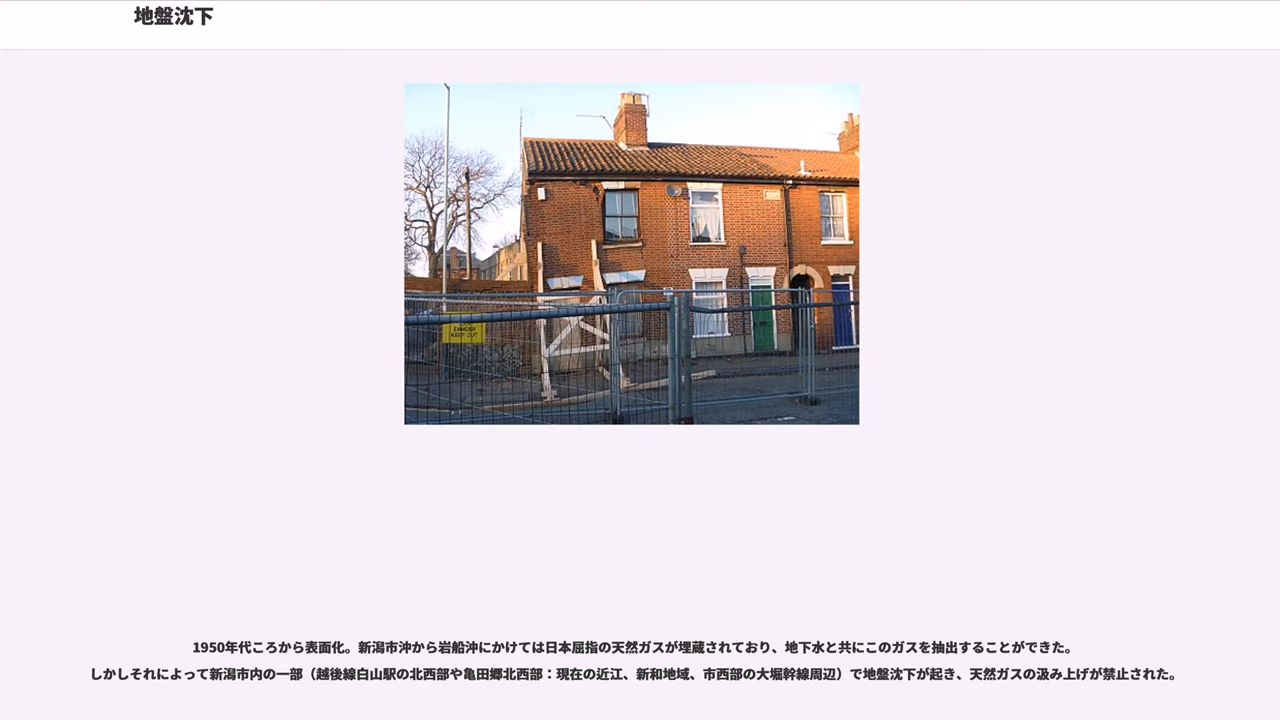 地盤沈下
DANGER
KEEP OUT
1950年代ころから表面化。新潟市沖から岩船沖にかけては日本屈指の天然ガスが埋蔵されており、地下水と共にこのガスを抽出することができた。
しかしそれによって新潟市内の一部（越後線白山駅の北西部や亀田郷北西部：現在の近江、新和地域、市西部の大堀幹線周辺）で地盤沈下が起き、天然ガスの汲み上げが禁止された。